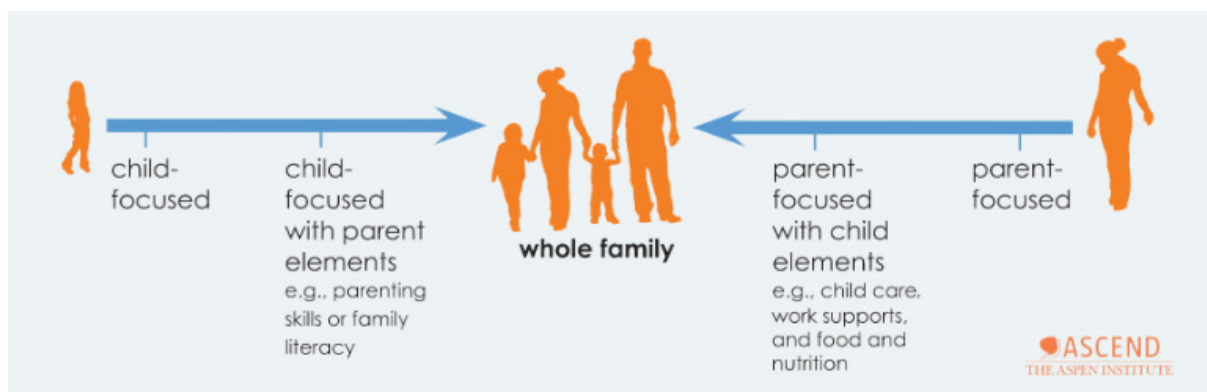 child-
focused
child-
focused
with parent
elements
e.g., parenting
skills or family
literacy
whole family
parent-
focused
with child
elements
e.g., child care,
work supports,
and food and
nutrition
parent-
focused
ASCEND
THE ASPEN INSTITUTE